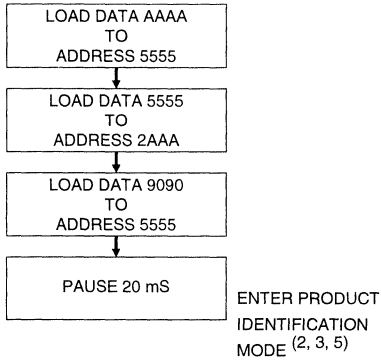 LOAD DATA AAAA
TO
ADDRESS 5555
LOAD DATA 5555
TO
ADDRESS 2AAA
LOAD DATA 9090
TO
ADDRESS 5555
PAUSE 20 mS
ENTER PRODUCT
IDENTIFICATION
MODE (2, 3, 5)